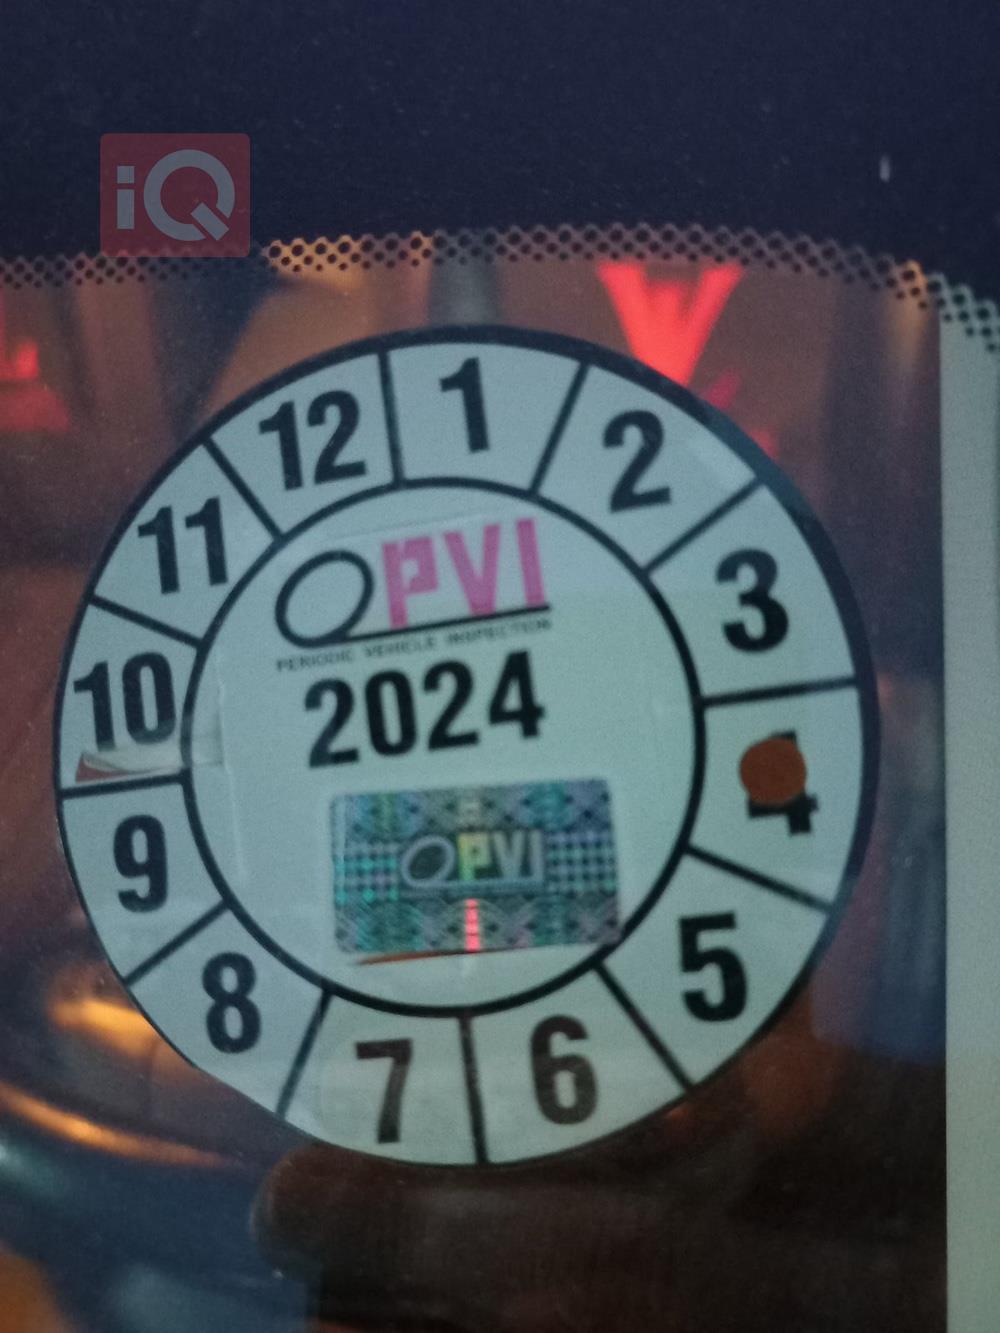 iQ
12 1 2
11 3
10 4
9 5
8 7 6
PVI
PERIODIC VEHICLE INSPECTION
2024
PVI